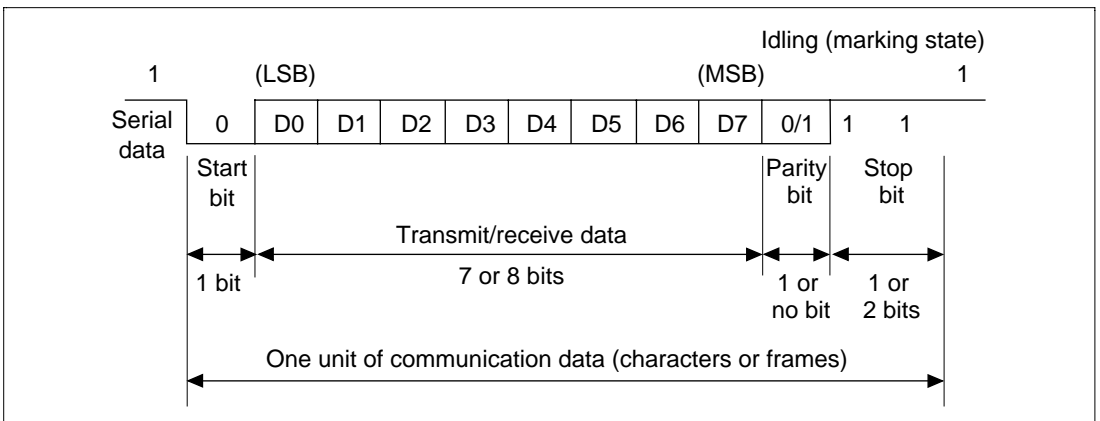 Idling (marking state)
1 (LSB) (MSB) 1
Serial data
0 D0 D1 D2 D3 D4 D5 D6 D7 0/1 1 1
Start bit
Parity bit
Stop bit
Transmit/receive data
1 bit
7 or 8 bits
1 or no bit
1 or 2 bits
One unit of communication data (characters or frames)